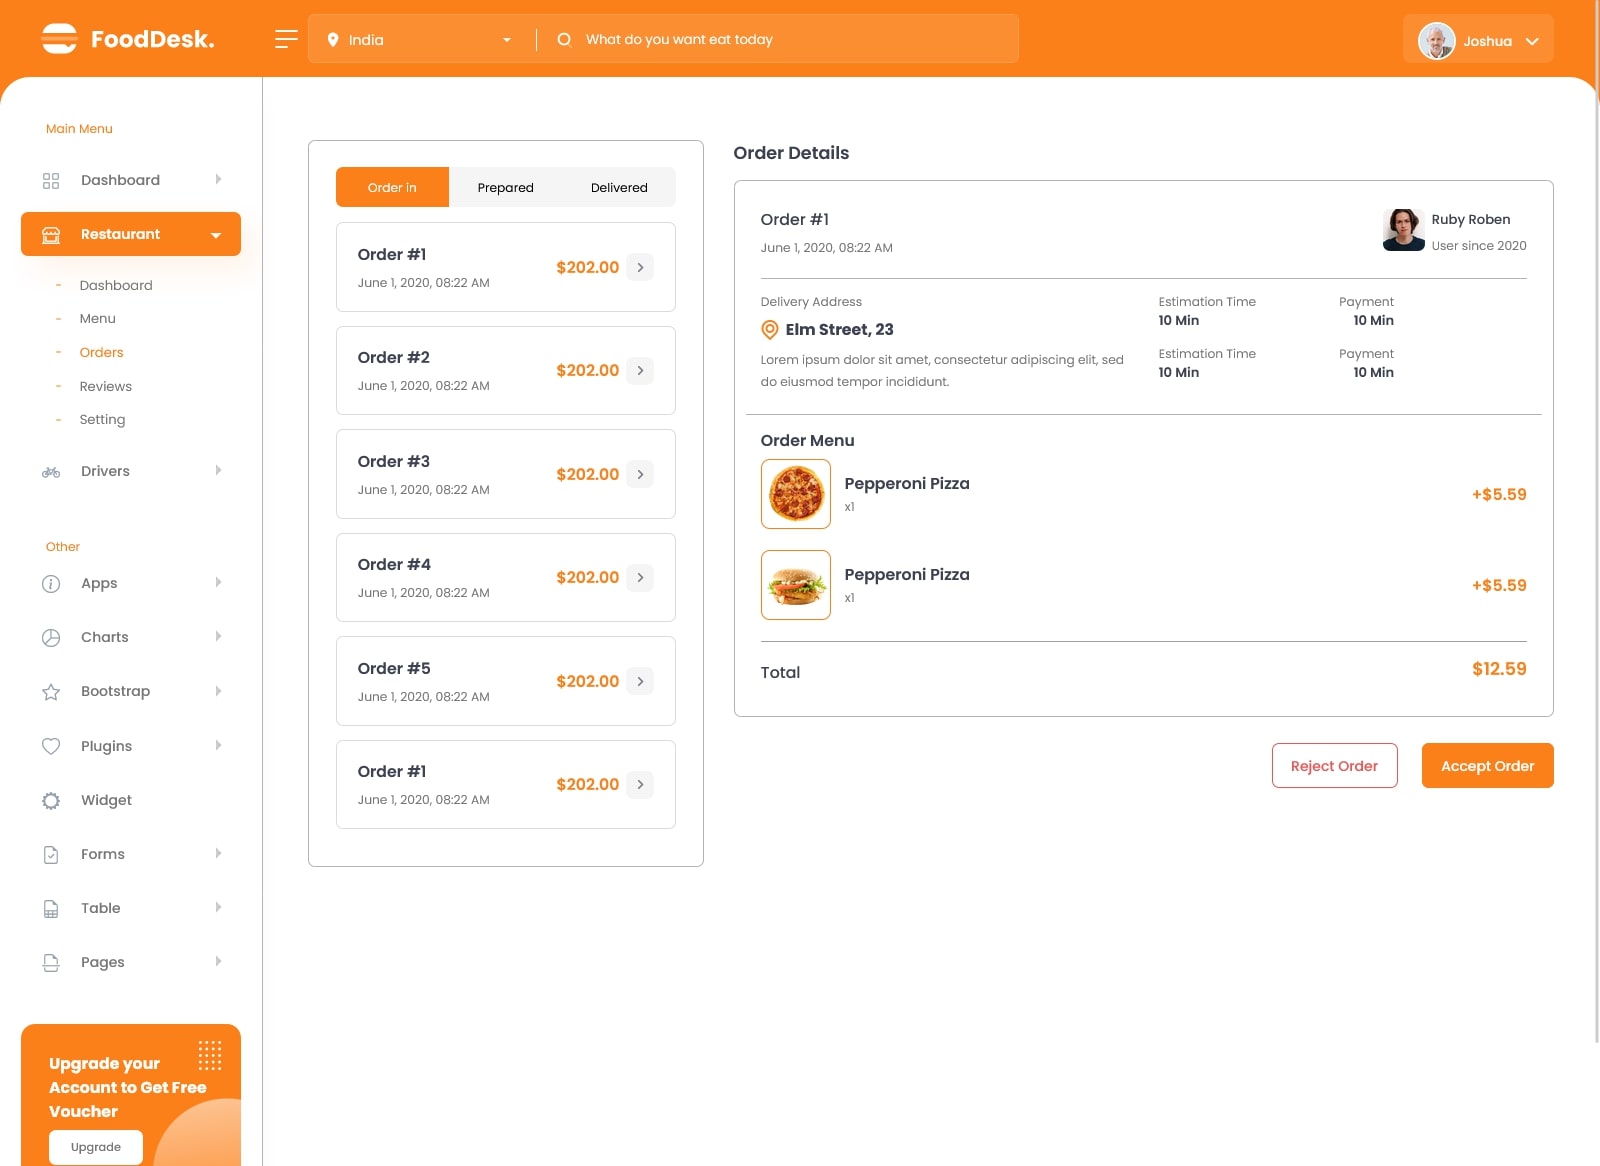 FoodDesk.
India
What do you want eat today
Joshua
Main Menu
Dashboard
Restaurant
- Dashboard
- Menu
- Orders
- Reviews
- Setting
Drivers
Other
Apps
Charts
Bootstrap
Plugins
Widget
Forms
Table
Pages
Upgrade your
Account to Get Free
Voucher
Upgrade
Order in Prepared Delivered
Order #1
June 1, 2020, 08:22 AM
$202.00
Order #2
June 1, 2020, 08:22 AM
$202.00
Order #3
June 1, 2020, 08:22 AM
$202.00
Order #4
June 1, 2020, 08:22 AM
$202.00
Order #5
June 1, 2020, 08:22 AM
$202.00
Order #1
June 1, 2020, 08:22 AM
$202.00
Order Details
Order #1
June 1, 2020, 08:22 AM
Ruby Roben
User since 2020
Delivery Address
Elm Street, 23
Lorem ipsum dolor sit amet, consectetur adipiscing elit, sed
do eiusmod tempor incididunt.
Estimation Time Payment
10 Min 10 Min
Estimation Time Payment
10 Min 10 Min
Order Menu
Pepperoni Pizza
x1
+$5.59
Pepperoni Pizza
x1
+$5.59
Total $12.59
Reject Order Accept Order